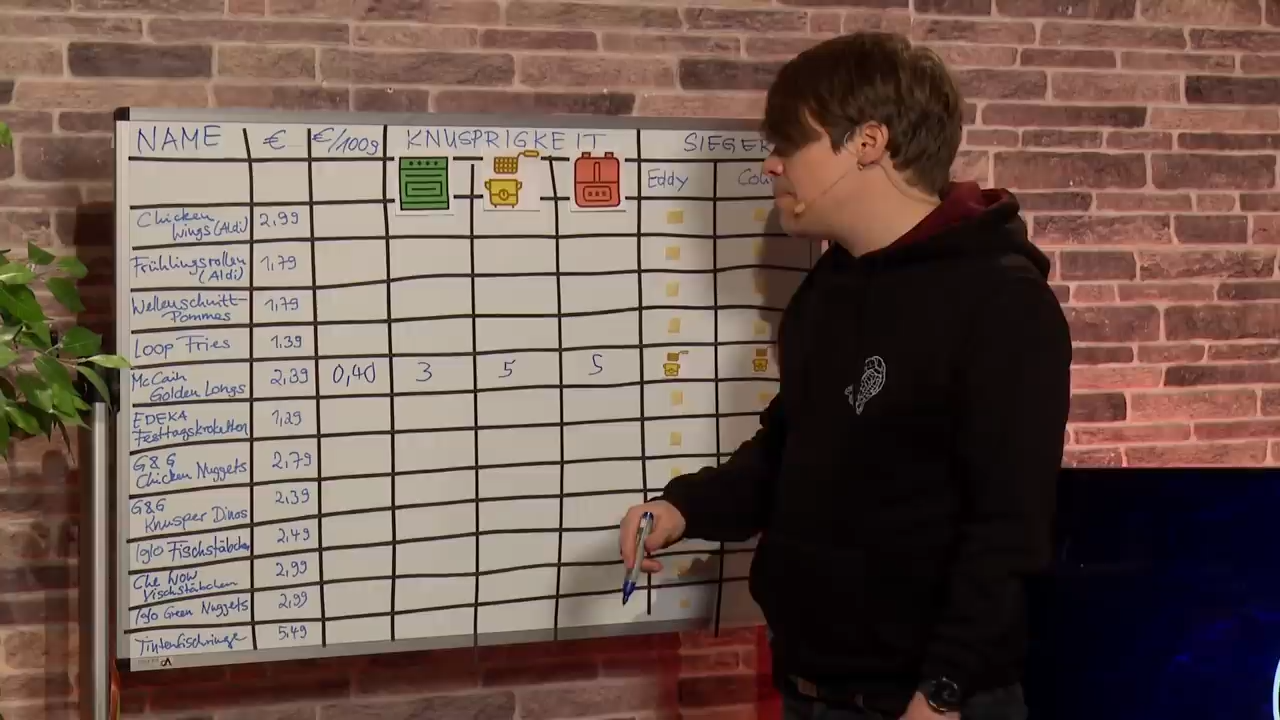 NAME € €/100g KNUSPRIGKEIT SIEGER
Eddy
Chicken 2,99
Wings (Aldi)
Frühlingsrollen 1,79
(Aldi)
Wellenschnitt- 1,79
Pommes
Loop Fries 1.39
McCain 2,39 0,40 3 5 5
Golden Longs
EDEKA 1,29
Festtagskroketten
G&G 2,79
Chicken Nuggets
G&G 2,39
Knusper Dinos
Iglo Fischstäbchen 2,49
Che Wow 2,99
Vischstäbchen
Iglo Green Nuggets 2,99
Tintenfischringe 5,49